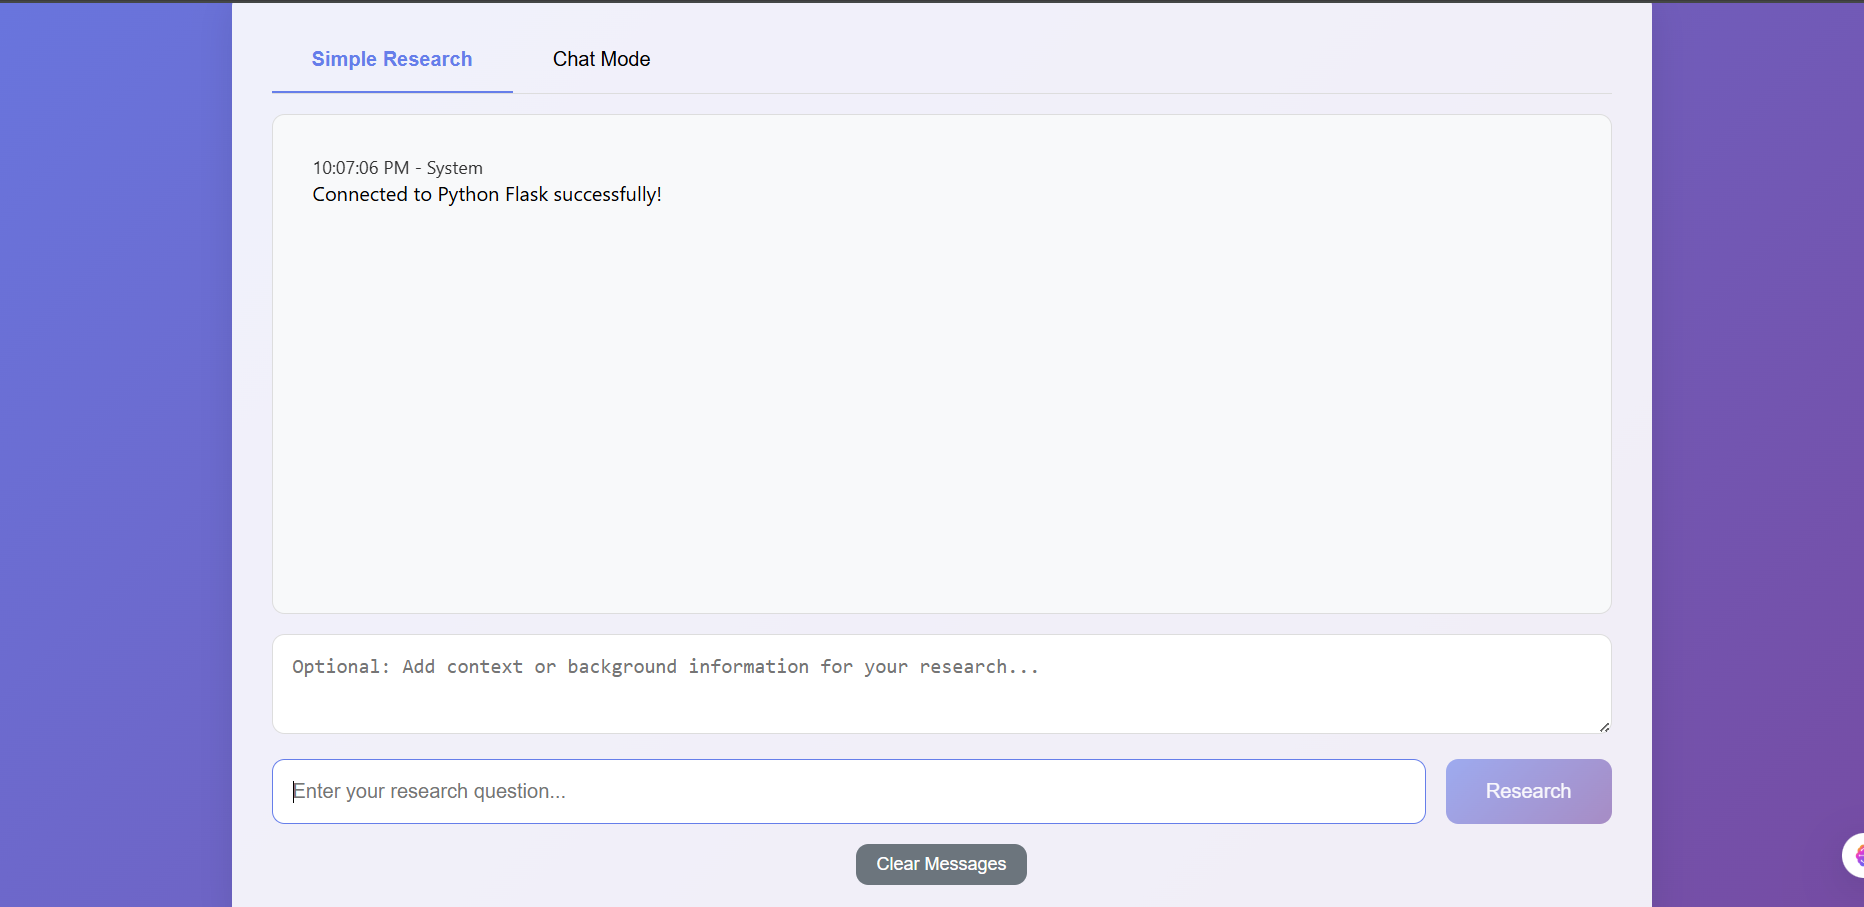 Simple Research
Chat Mode
10:07:06 PM - System
Connected to Python Flask successfully!
Optional: Add context or background information for your research...
Enter your research question...
Research
Clear Messages